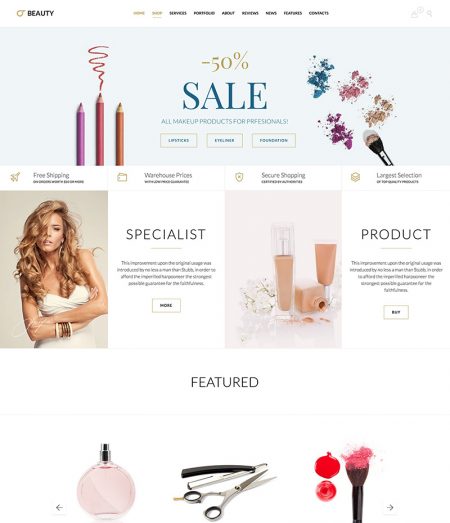 BEAUTY
HOME SHOP SERVICES PORTFOLIO ABOUT REVIEWS NEWS FEATURES CONTACTS
0
-50%
SALE
ALL MAKEUP PRODUCTS FOR PRFESIONALS!
LIPSTICKS EYELINER FOUNDATION
Free Shipping
ON ORDERS WORTH $50 OR MORE
Warehouse Prices
WITH LOW PRICE GUARANTEE
Secure Shopping
CERTIFIED BY AUTHORITIES
Largest Selection
OF TOP QUALITY PRODUCTS
SPECIALIST
This improvement upon the original usage was
introduced by no less a man than Stubb, in order
to afford the imperilled harpooneer the
strongest possible guarantee for the
faithfulness.
MORE
PRODUCT
This improvement upon the original usage was
introduced by no less a man than Stubb, in order
to afford the imperilled harpooneer the strongest
possible guarantee for the faithfulness.
BUY
FEATURED